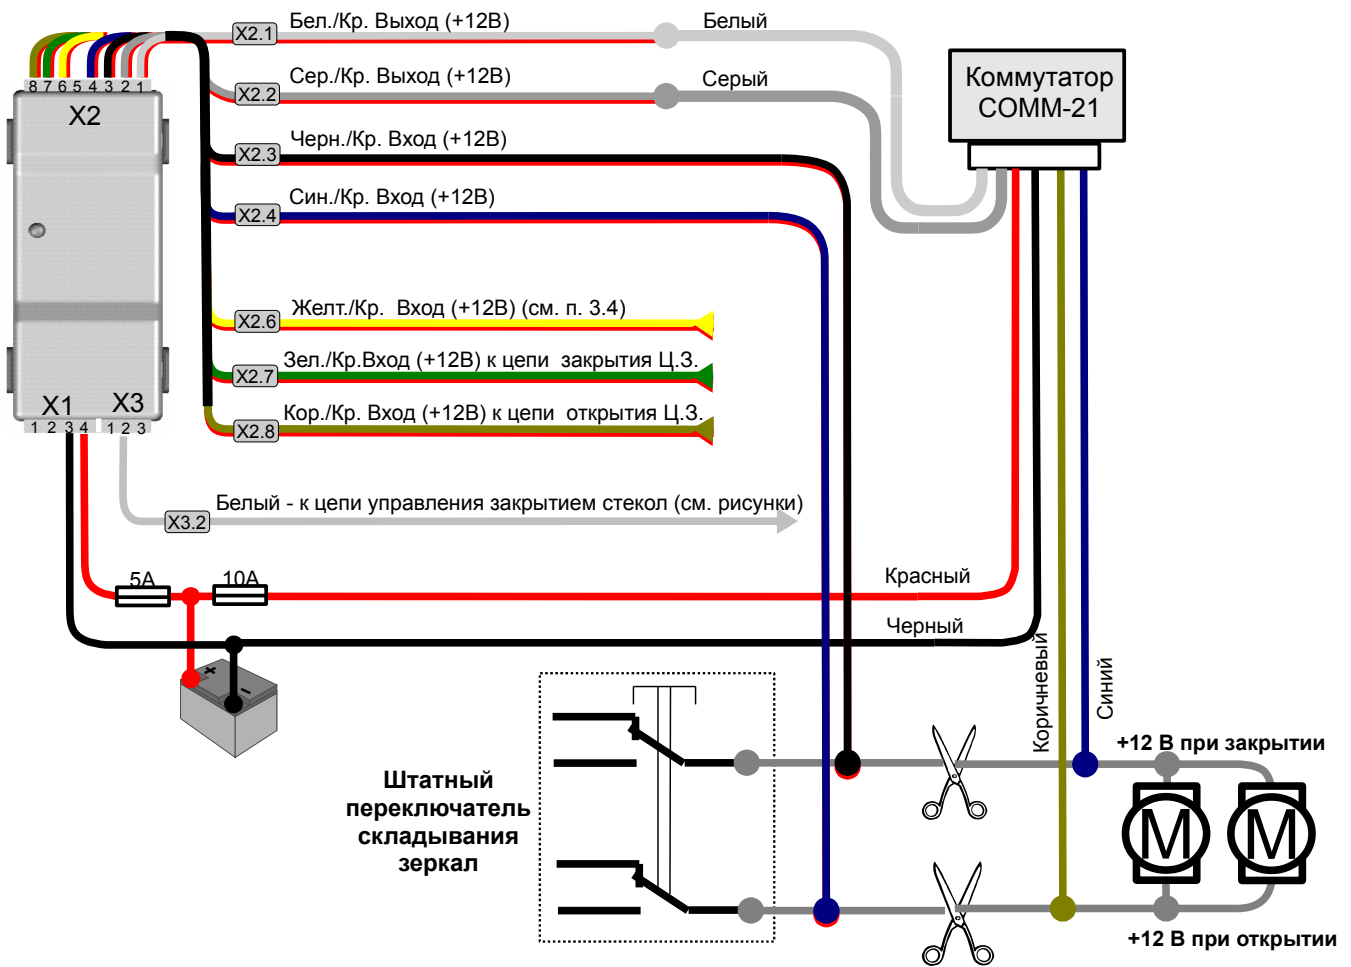 X2.1
Бел./Кр. Выход (+12В)
Белый
X2.2
Сер./Кр. Выход (+12В)
Серый
Коммутатор
СОММ-21
8 7 6 5 4 3 2 1
X2
X2.3
Черн./Кр. Вход (+12В)
X2.4
Син./Кр. Вход (+12В)
X2.6
Желт./Кр. Вход (+12В) (см. п. 3.4)
X2.7
Зел./Кр.Вход (+12В) к цепи закрытия Ц.З.
X2.8
Кор./Кр. Вход (+12В) к цепи открытия Ц.З.
X1 X3
1 2 3 4 1 2 3
X3.2
Белый - к цепи управления закрытием стекол (см. рисунки)
5А
10А
Красный
Черный
Коричневый
Синий
+ -
Штатный
переключатель
складывания
зеркал
+12 В при закрытии
М М
+12 В при открытии